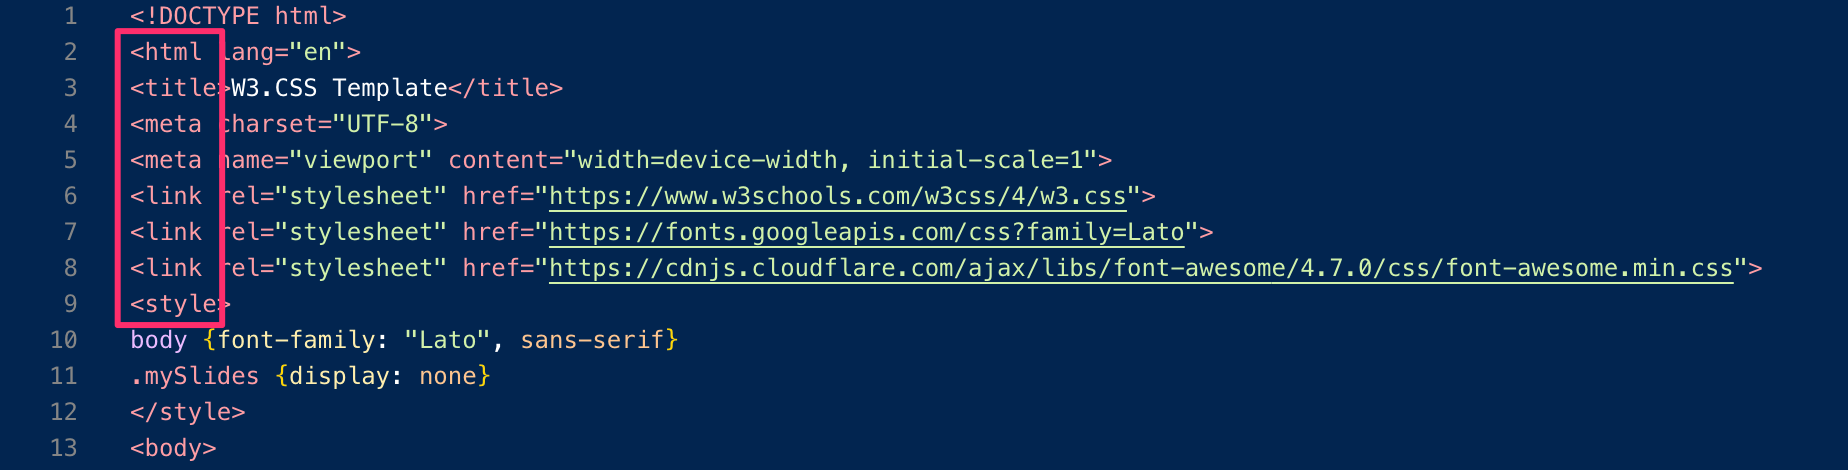 1 <!DOCTYPE html>
2 <html lang="en">
3 <title>W3.CSS Template</title>
4 <meta charset="UTF-8">
5 <meta name="viewport" content="width=device-width, initial-scale=1">
6 <link rel="stylesheet" href="https://www.w3schools.com/w3css/4/w3.css">
7 <link rel="stylesheet" href="https://fonts.googleapis.com/css?family=Lato">
8 <link rel="stylesheet" href="https://cdnjs.cloudflare.com/ajax/libs/font-awesome/4.7.0/css/font-awesome.min.css">
9 <style>
10 body {font-family: "Lato", sans-serif}
11 .mySlides {display: none}
12 </style>
13 <body>